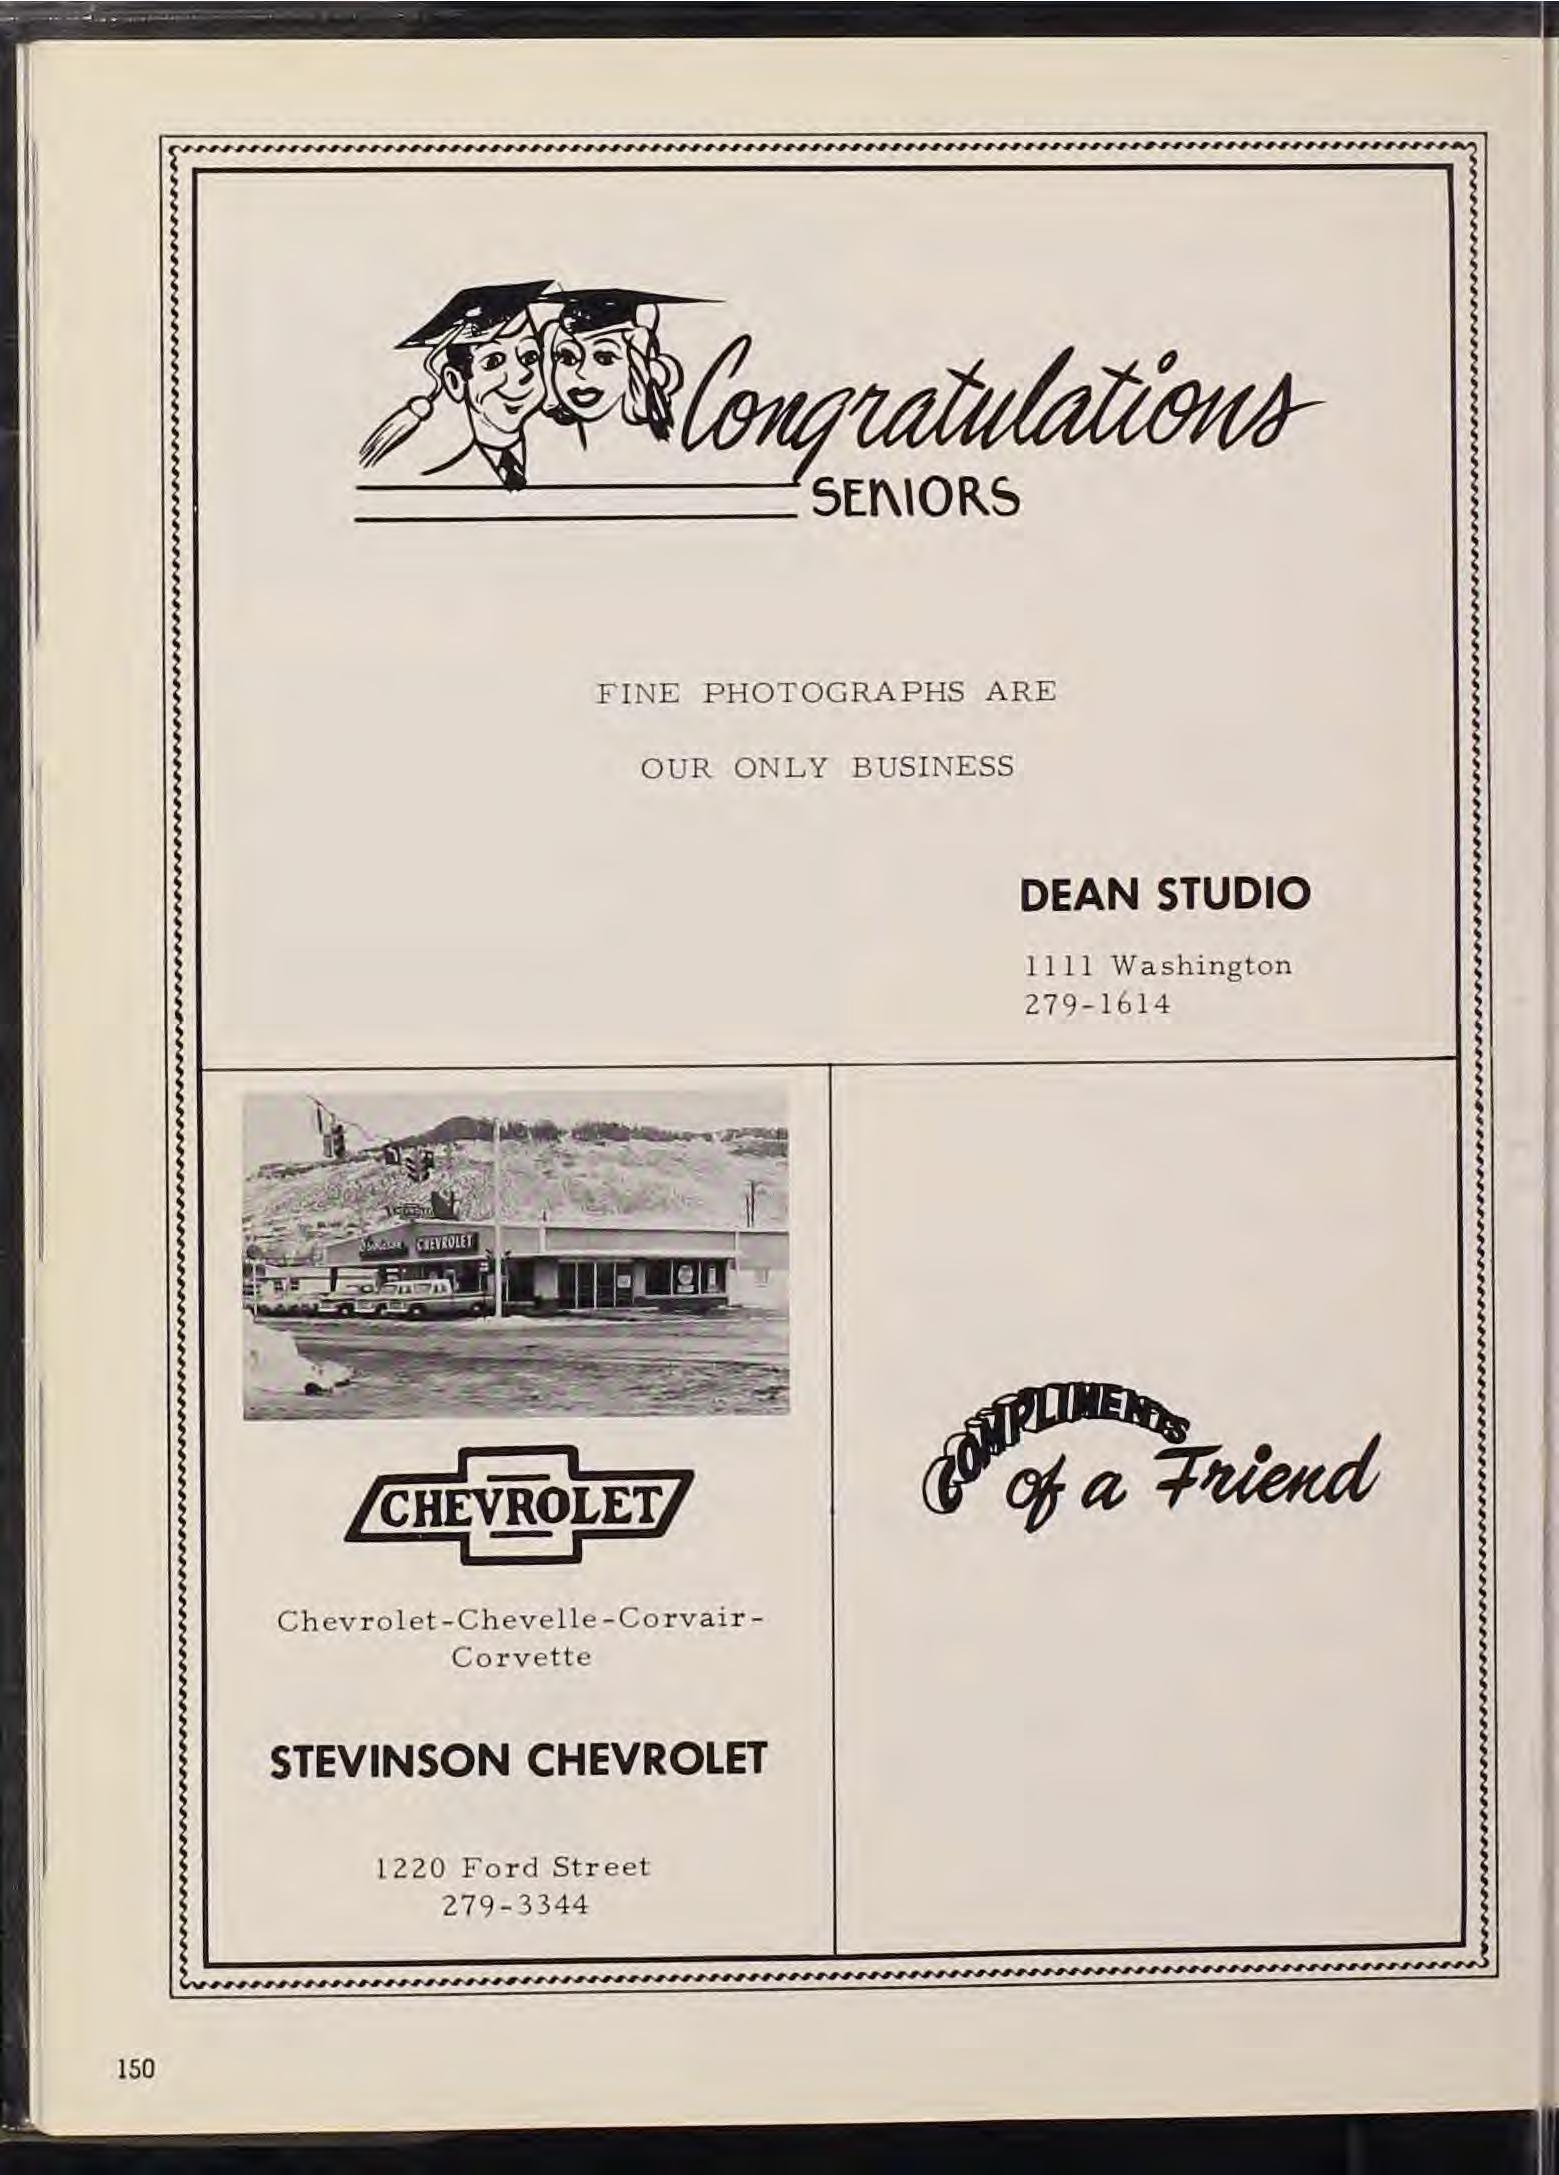 Congratulations
SENIORS
FINE PHOTOGRAPHS ARE
OUR ONLY BUSINESS
DEAN STUDIO
1111 Washington
279-1614
CHEVROLET
CHEVROLET
Chevrolet-Chevelle-Corvair-
Corvette
STEVINSON CHEVROLET
1220 Ford Street
279-3344
COMPLIMENTS
of a Friend
150